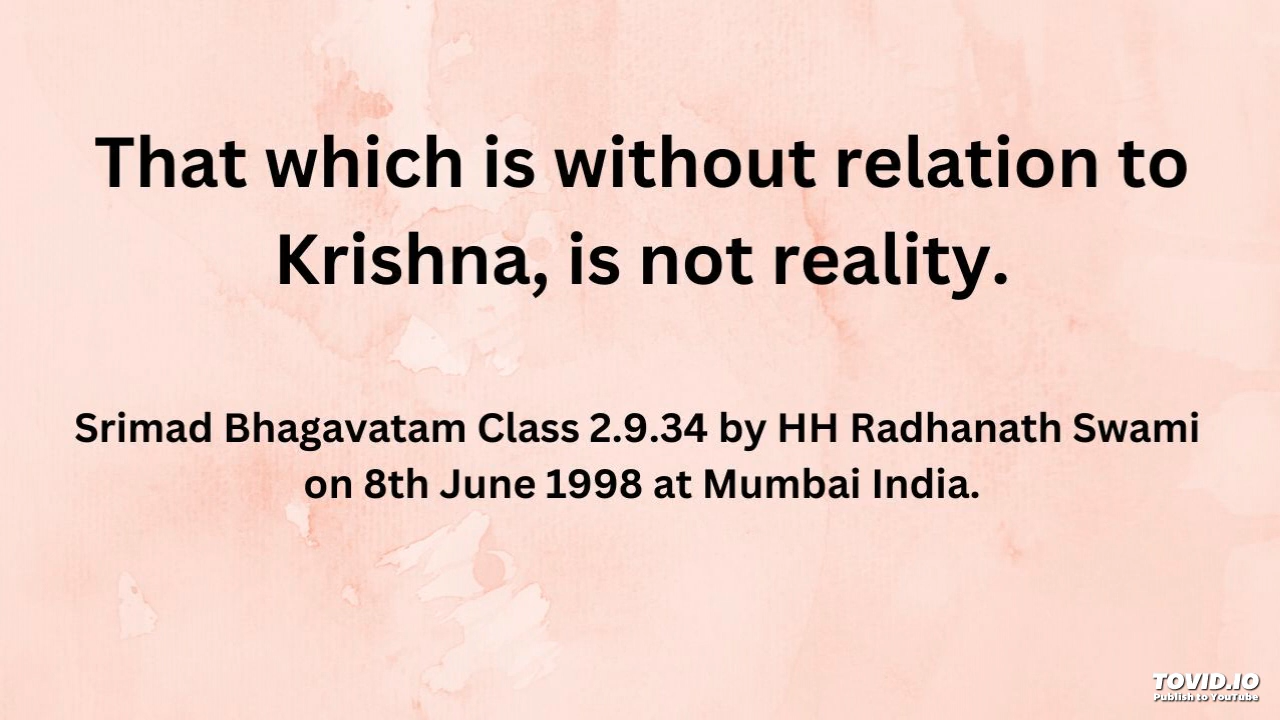 That which is without relation to
Krishna, is not reality.
Srimad Bhagavatam Class 2.9.34 by HH Radhanath Swami
on 8th June 1998 at Mumbai India.
TOVID.IO
Publish to YouTube